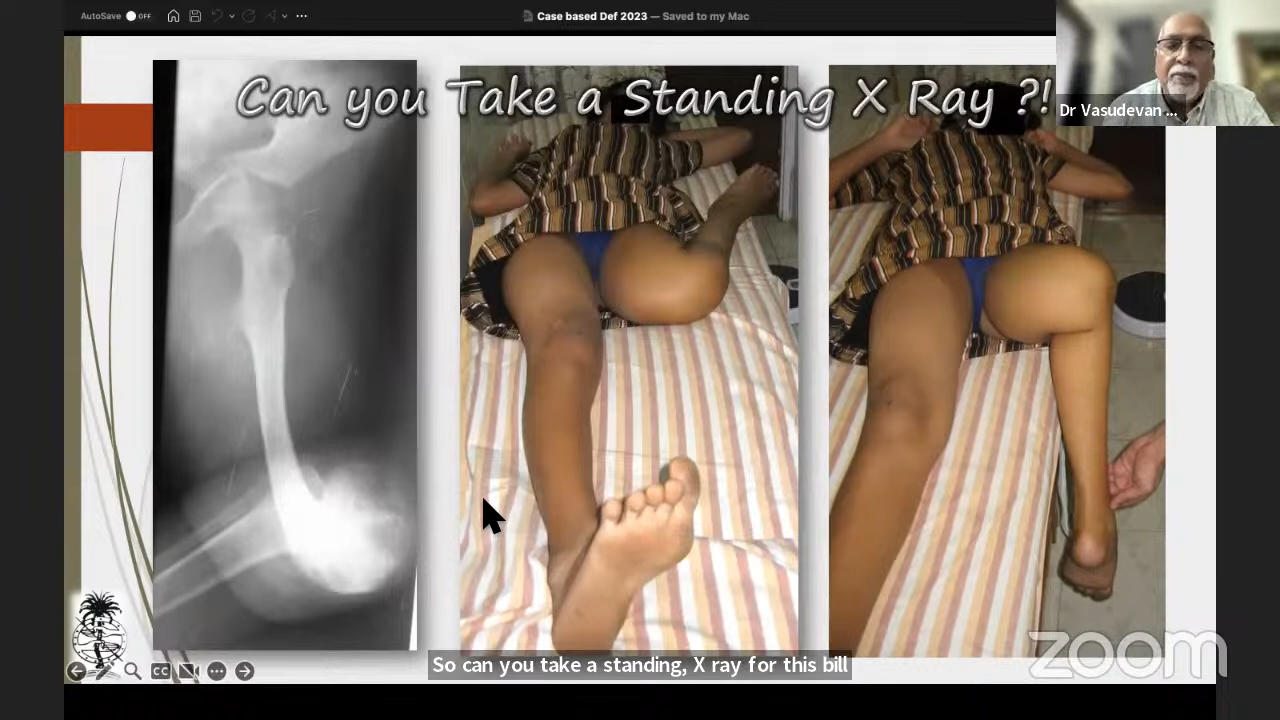 AutoSave OFF
Case based Def 2023 — Saved to my Mac
Can you Take a Standing X Ray ?!
Dr Vasudevan ...
CC
So can you take a standing, X ray for this bill
zoom